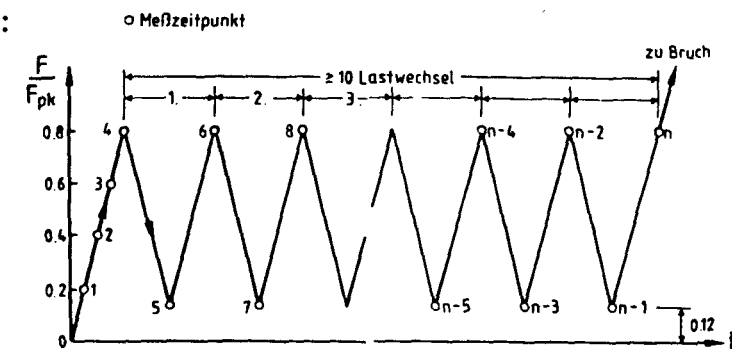 :
o Meßzeitpunkt
zu Bruch
F
Fpk
≥ 10 Lastwechsel
1. 2. 3.
0.8 4 6 8 n-4 n-2 n
0.6 3
0.4 2
0.2 1 5 7 n-5 n-3 n-1 0.12
0